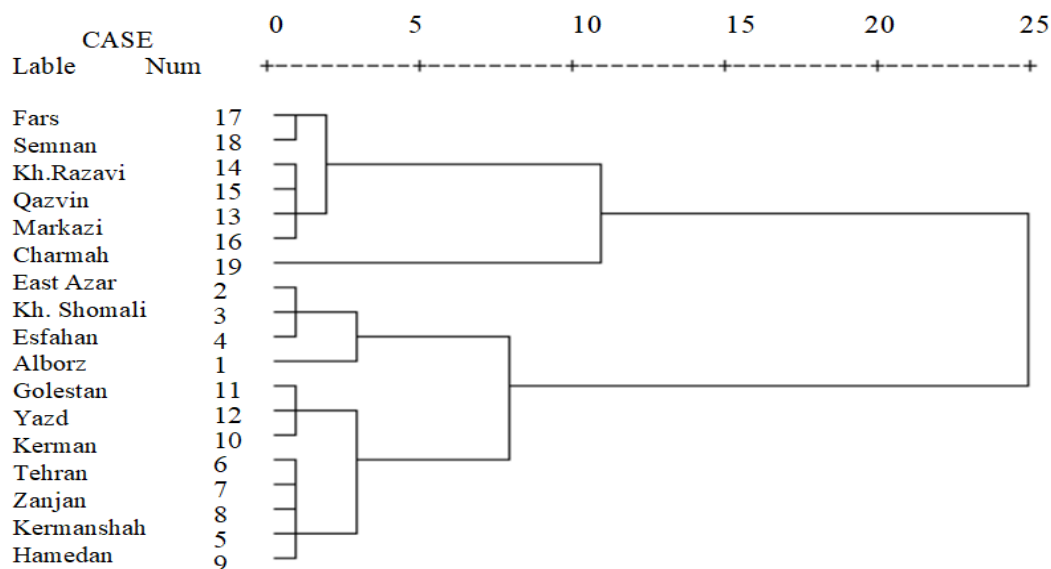 0 5 10 15 20 25
CASE
Lable Num
Fars 17
Semnan 18
Kh.Razavi 14
Qazvin 15
Markazi 13
Charmah 16
19
East Azar 2
Kh. Shomali 3
Esfahan 4
Alborz 1
Golestan 11
Yazd 12
Kerman 10
Tehran 6
Zanjan 7
8
Kermanshah 5
Hamedan 9